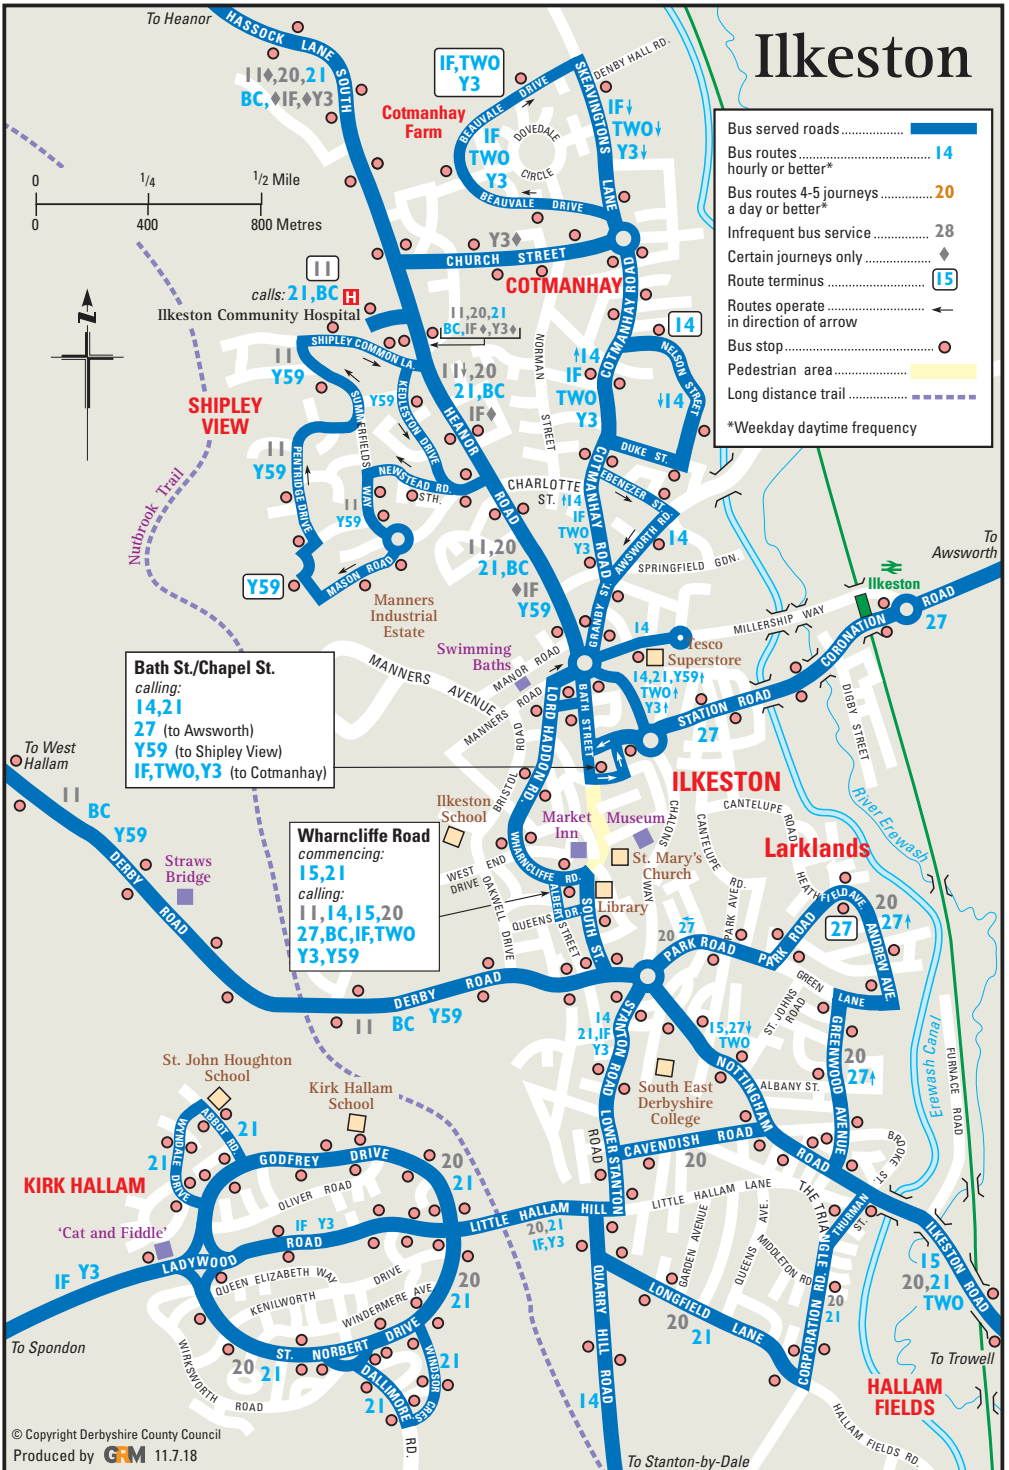 Ilkeston
To Heanor
HASSOCK LANE SOUTH
11♦,20,21
BC,♦IF,♦Y3
IF,TWO
Y3
Cotmanhay
Farm
BEAUVALE DRIVE
SKEAVINGTONS LANE
DENBY HALL RD.
IF
TWO
Y3
DOVEDALE
CIRCLE
BEAUVALE DRIVE
IF↓
TWO↓
Y3↓
Bus served roads
Bus routes
hourly or better*
14
Bus routes 4-5 journeys
a day or better*
20
Infrequent bus service
28
Certain journeys only
♦
Route terminus
15
Routes operate
in direction of arrow
←
Bus stop
Pedestrian area
Long distance trail
*Weekday daytime frequency
0 1/4 1/2 Mile
0 400 800 Metres
N
Y3♦
CHURCH STREET
COTMANHAY
11
calls: 21,BC H
Ilkeston Community Hospital
11,20,21
BC,IF♦,Y3♦
SHIPLEY COMMON LA.
11
Y59
SHIPLEY
VIEW
SUMMERFIELDS WAY
Y59
KEDLESTON DRIVE
11↓,20
21,BC
IF♦
HEANOR ROAD
NORMAN STREET
COTMANHAY ROAD
↑14
IF
TWO
Y3
14
NELSON STREET
↓14
DUKE ST.
11
Y59
PENTRIDGE DRIVE
NEWSTEAD RD.
STH.
11
Y59
CHARLOTTE
ST.
↑14
IF
TWO
Y3
COTMANHAY ROAD
EBENEZER ST.
AWSWORTH RD.
14
SPRINGFIELD GDN.
Nutbrook Trail
Y59
MASON ROAD
Manners
Industrial
Estate
11,20
21,BC
♦IF
Y59
GRANBY ST.
14
MILLERSHIP WAY
To
Awsworth
Ilkeston
CORONATION ROAD
27
Tesco
Superstore
Swimming
Baths
MANOR ROAD
MANNERS AVENUE
MANNERS ROAD
14,21,Y59↑
TWO↑
Y3↑
STATION ROAD
27
DIGBY STREET
Bath St./Chapel St.
calling:
14,21
27 (to Awsworth)
Y59 (to Shipley View)
IF,TWO,Y3 (to Cotmanhay)
LORD HADDON RD.
BATH STREET
BRISTOL ROAD
To West
Hallam
ILKESTON
11
BC
Y59
DERBY ROAD
Straws
Bridge
Ilkeston
School
Market
Inn
Museum
CHALONS WAY
CANTELUPE ROAD
CANTELUPE RD.
River Erewash
Larklands
Wharncliffe Road
commencing:
15,21
calling:
11,14,15,20
27,BC,IF,TWO
Y3,Y59
WEST END
DRIVE
WHARNCLIFFE RD.
St. Mary's
Church
Library
OAKWELL DRIVE
QUEENS DR.
ALBERT STREET
SOUTH ST.
PARK AVE.
HEATHFIELD AVE.
20
27↑
27
ANDREW AVE.
20
27
PARK ROAD
PARK ROAD
GREEN LANE
ST. JOHNS
ROAD
DERBY ROAD
11 BC Y59
14
21,IF
Y3
STANTON ROAD
15,27↓
TWO
NOTTINGHAM ROAD
GREENWOOD AVENUE
20
27↑
ALBANY ST.
South East
Derbyshire
College
Erewash Canal
FURNACE ROAD
St. John Houghton
School
Kirk Hallam
School
ABBOT RD.
21
WYNDALE DRIVE
21
GODFREY DRIVE
20
21
KIRK HALLAM
OLIVER ROAD
ROAD
LOWER STANTON
CAVENDISH ROAD
20
BROOKE ST.
THE TRIANGLE
THURMAN
ST.
LITTLE HALLAM LANE
LITTLE HALLAM HILL
20,21
IF,Y3
'Cat and Fiddle'
IF Y3
LADYWOOD ROAD
IF Y3
QUEEN ELIZABETH WAY
KENILWORTH DRIVE
WINDERMERE AVE.
20
21
GARDEN AVENUE
QUEENS AVE.
MIDDLETON RD.
ILKESTON ROAD
15
20,21
TWO
20
21
CORPORATION RD.
LONGFIELD LANE
20
21
QUARRY HILL ROAD
14
To Spondon
WIRKSWORTH ROAD
20
21
ST. NORBERT DRIVE
DALLIMORE RD.
21
WINDSOR CRES.
21
To Trowell
HALLAM
FIELDS
HALLAM FIELDS RD.
To Stanton-by-Dale
© Copyright Derbyshire County Council
Produced by GRM 11.7.18